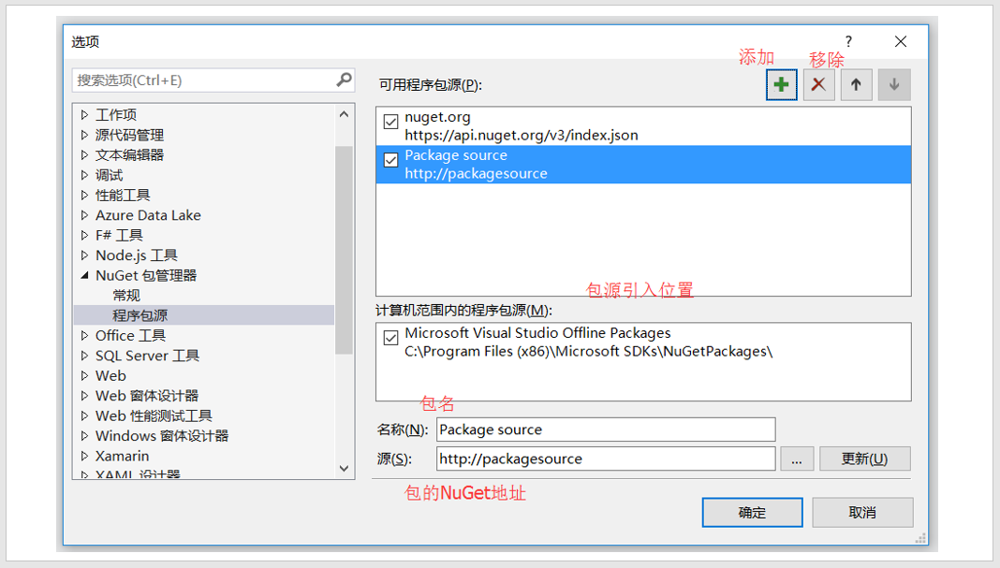 选项
?
添加
移除
搜索选项(Ctrl+E)
可用程序包源(P):
工作项
源代码管理
文本编辑器
调试
性能工具
Azure Data Lake
F# 工具
Node.js 工具
NuGet 包管理器
常规
程序包源
Office 工具
SQL Server 工具
Web
Web 窗体设计器
Web 性能测试工具
Windows 窗体设计器
Xamarin
XAML 设计器
nuget.org
https://api.nuget.org/v3/index.json
Package source
http://packagesource
包源引入位置
计算机范围内的程序包源(M):
Microsoft Visual Studio Offline Packages
C:\Program Files (x86)\Microsoft SDKs\NuGetPackages\
包名
名称(N): Package source
源(S): http://packagesource ... 更新(U)
包的NuGet地址
确定 取消